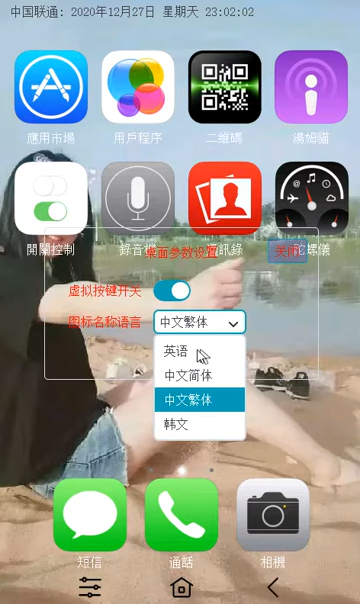 中国联通: 2020年12月27日 星期天 23:02:02
應用市場 用戶程序 二维碼 湯姆貓
開關控制 錄音機 通訊錄 陀螺儀
桌面参数设置 关闭
虚拟按键开关
图标名称语言 中文繁体
英语
中文简体
中文繁体
韩文
短信 通話 相機